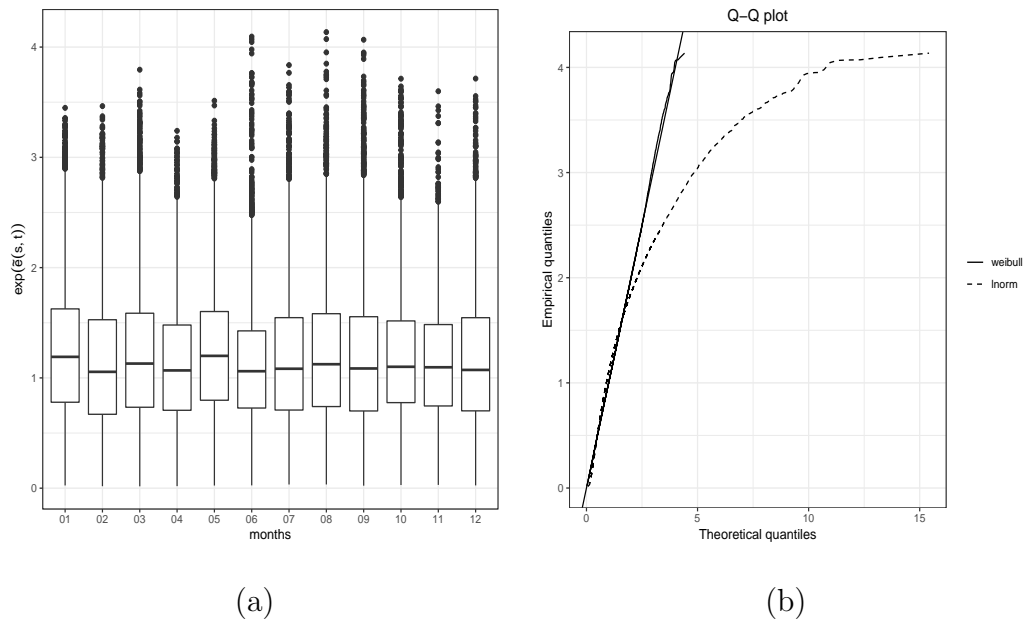 exp(ẽ(s, t))
4
3
2
1
0
01 02 03 04 05 06 07 08 09 10 11 12
months
(a)
Q−Q plot
Empirical quantiles
4
3
2
1
0
0 5 10 15
Theoretical quantiles
weibull
lnorm
(b)